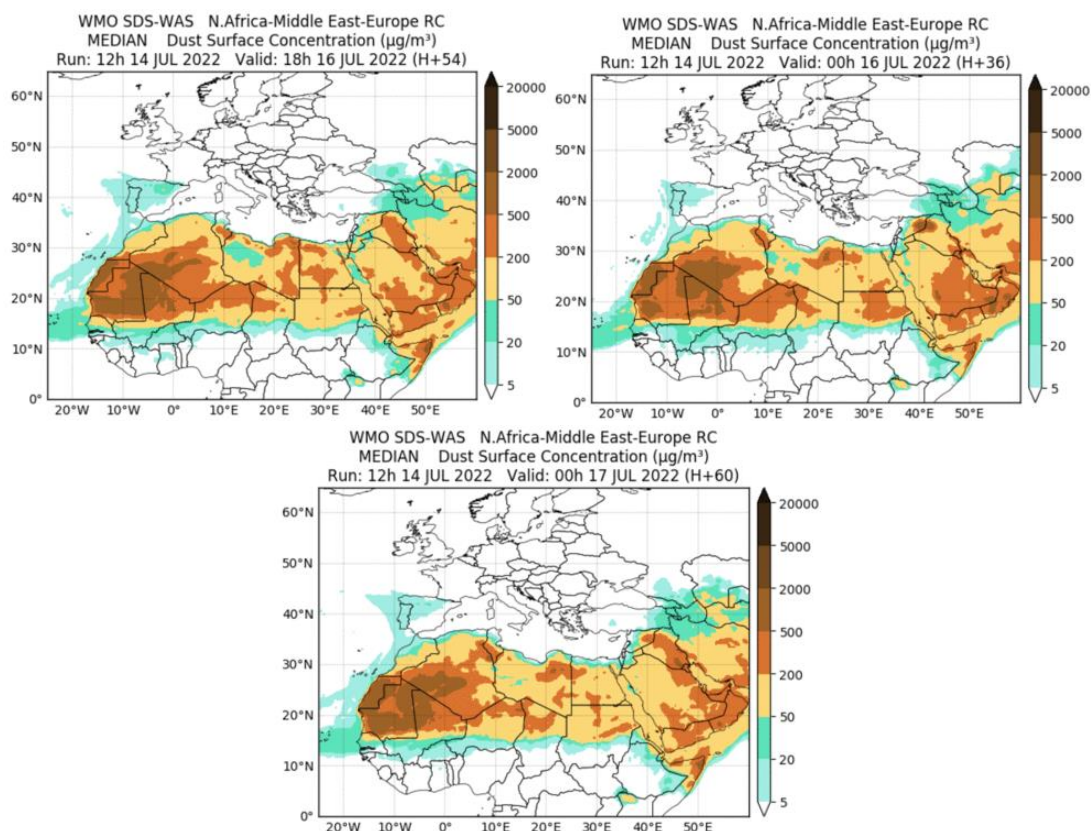 WMO SDS-WAS N.Africa-Middle East-Europe RC
MEDIAN Dust Surface Concentration (µg/m³)
Run: 12h 14 JUL 2022 Valid: 18h 16 JUL 2022 (H+54)
60°N
50°N
40°N
30°N
20°N
10°N
0°
20°W 10°W 0° 10°E 20°E 30°E 40°E 50°E
20000
5000
2000
500
200
50
20
5
WMO SDS-WAS N.Africa-Middle East-Europe RC
MEDIAN Dust Surface Concentration (µg/m³)
Run: 12h 14 JUL 2022 Valid: 00h 16 JUL 2022 (H+36)
60°N
50°N
40°N
30°N
20°N
10°N
0°
20°W 10°W 0° 10°E 20°E 30°E 40°E 50°E
20000
5000
2000
500
200
50
20
5
WMO SDS-WAS N.Africa-Middle East-Europe RC
MEDIAN Dust Surface Concentration (µg/m³)
Run: 12h 14 JUL 2022 Valid: 00h 17 JUL 2022 (H+60)
60°N
50°N
40°N
30°N
20°N
10°N
0°
20°W 10°W 0° 10°E 20°E 30°E 40°E 50°E
20000
5000
2000
500
200
50
20
5